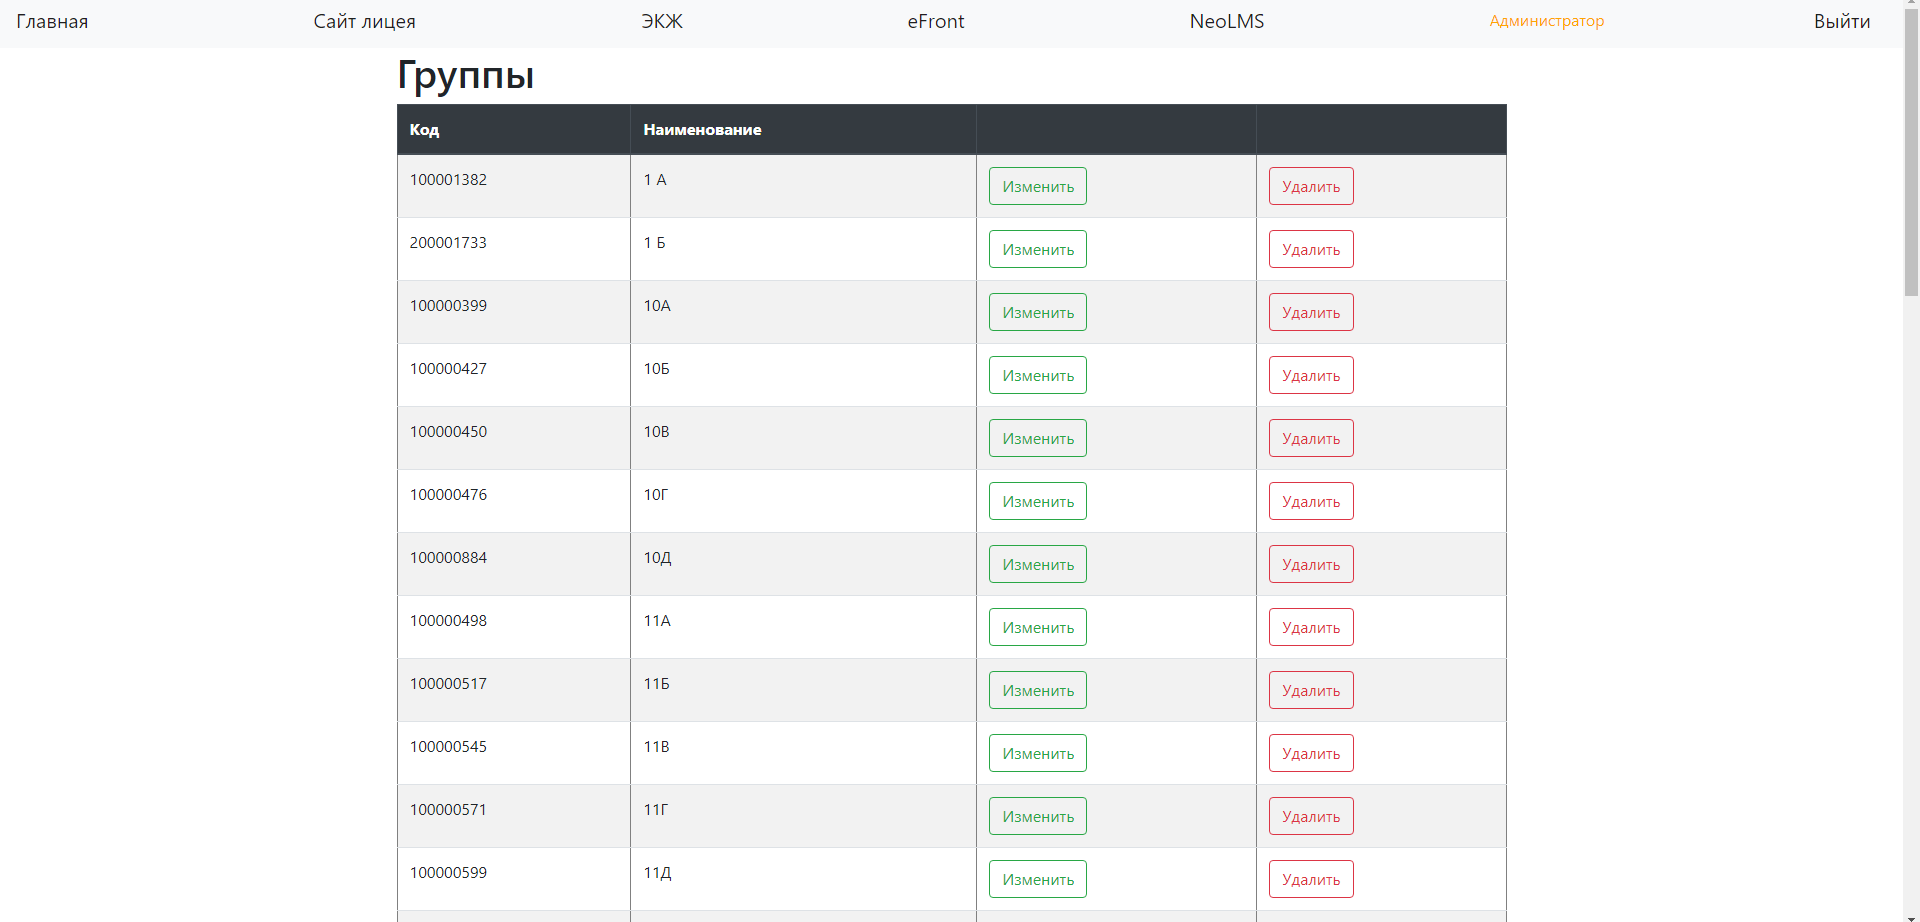 Главная Сайт лицея ЭКЖ eFront NeoLMS Администратор Выйти
Группы
Код Наименование
100001382 1 А Изменить Удалить
200001733 1 Б Изменить Удалить
100000399 10А Изменить Удалить
100000427 10Б Изменить Удалить
100000450 10В Изменить Удалить
100000476 10Г Изменить Удалить
100000884 10Д Изменить Удалить
100000498 11А Изменить Удалить
100000517 11Б Изменить Удалить
100000545 11В Изменить Удалить
100000571 11Г Изменить Удалить
100000599 11Д Изменить Удалить